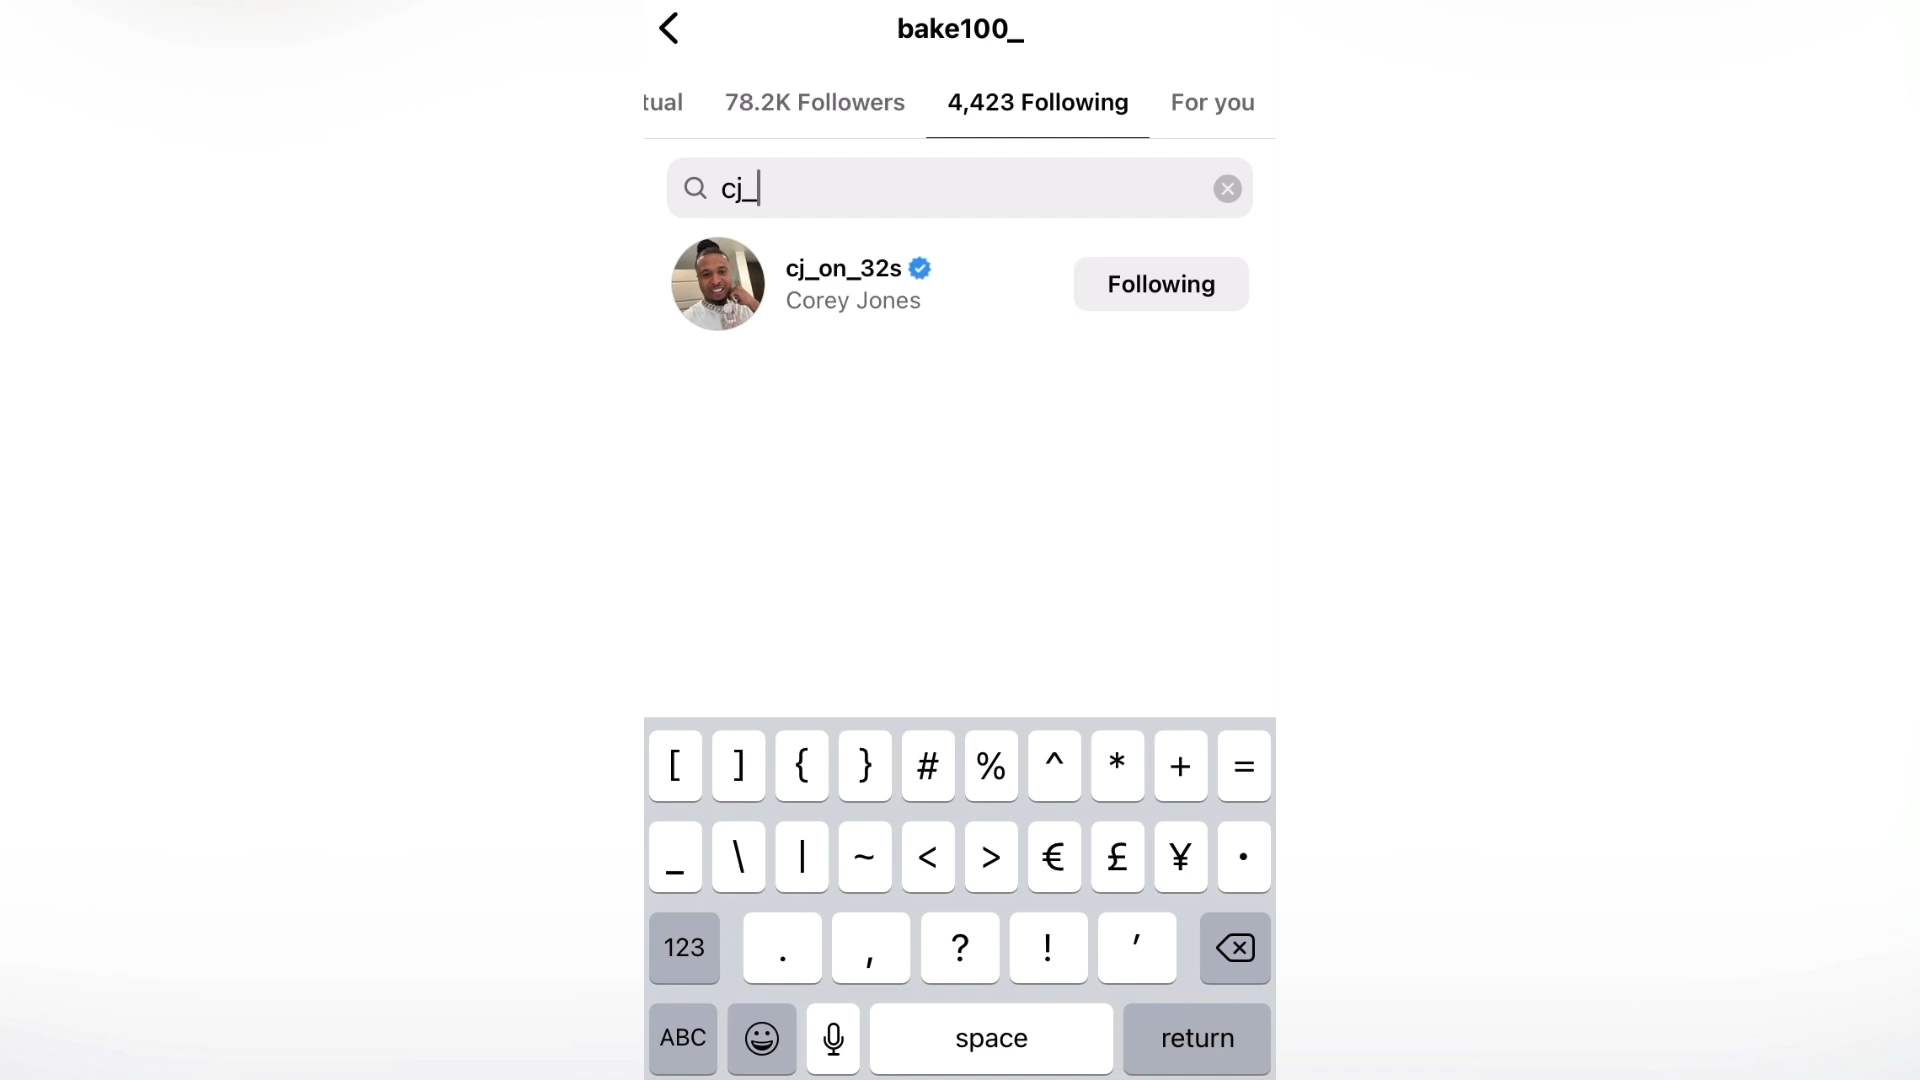 bake100_
tual 78.2K Followers 4,423 Following For you
cj_
cj_on_32s
Corey Jones
Following
[ ] { } # % ^ * + =
_ \ | ~ < > € £ ¥ •
123 . , ? ! ′
ABC space return